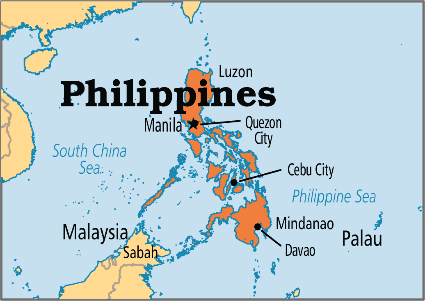 Luzon
Philippines
Manila
Quezon
City
South China
Sea
Cebu City
Philippine Sea
Malaysia
Mindanao
Sabah
Davao
Palau